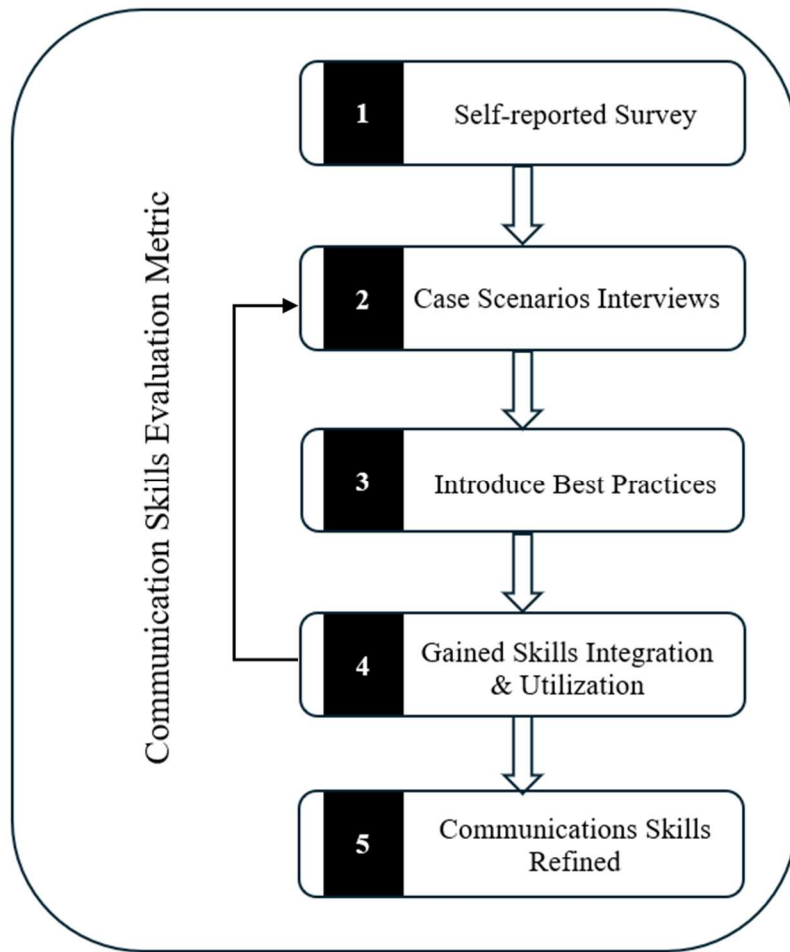 Communication Skills Evaluation Metric
1
Self-reported Survey
2
Case Scenarios Interviews
3
Introduce Best Practices
4
Gained Skills Integration
& Utilization
5
Communications Skills
Refined